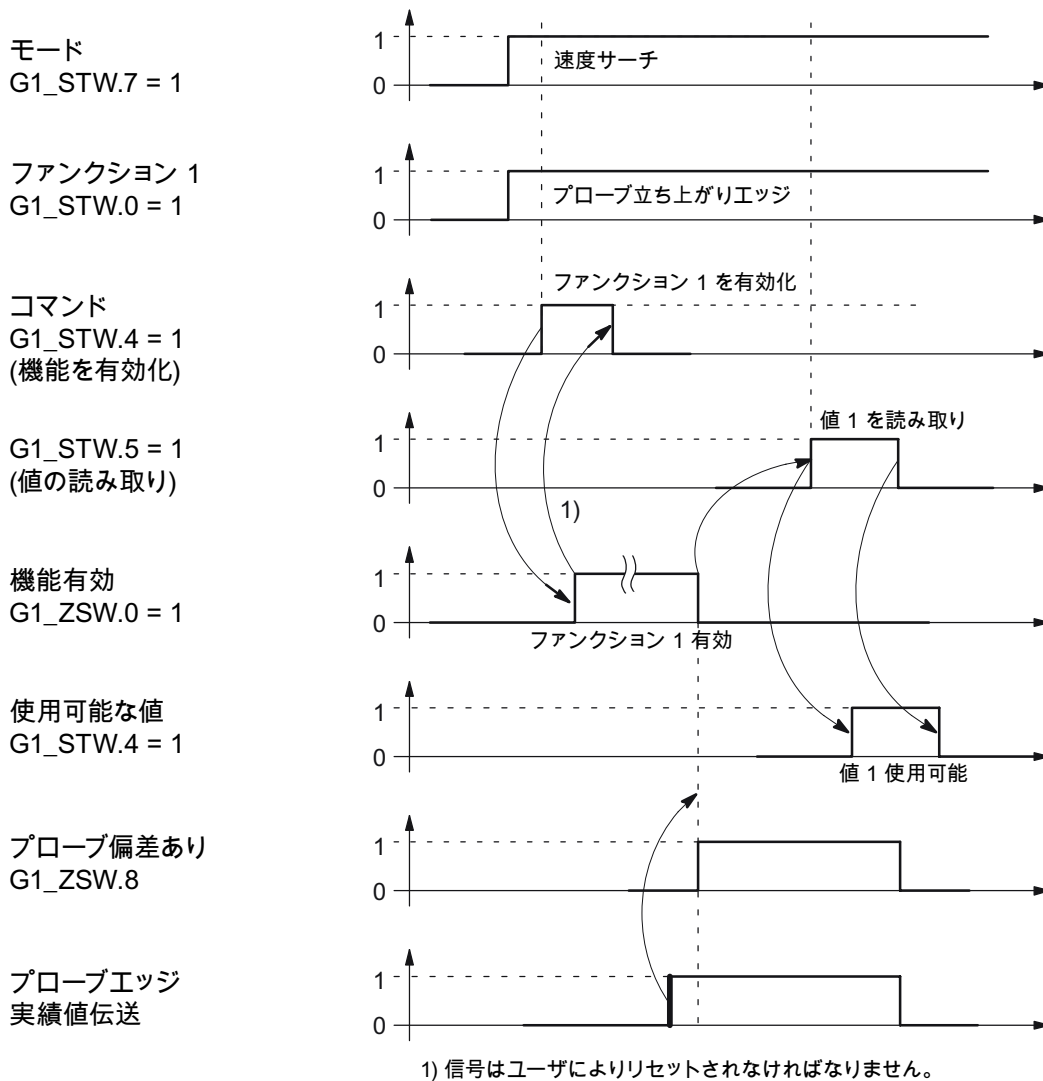 モード
G1_STW.7 = 1
1
速度サーチ
0
ファンクション 1
G1_STW.0 = 1
1
プローブ立ち上がりエッジ
0
ファンクション 1 を有効化
コマンド
G1_STW.4 = 1
(機能を有効化)
1
0
値 1 を読み取り
G1_STW.5 = 1
(値の読み取り)
1
0
1)
機能有効
G1_ZSW.0 = 1
1
0
ファンクション 1 有効
使用可能な値
G1_STW.4 = 1
1
0
値 1 使用可能
プローブ偏差あり
G1_ZSW.8
1
0
プローブエッジ
実績値伝送
1
0
1) 信号はユーザによりリセットされなければなりません。